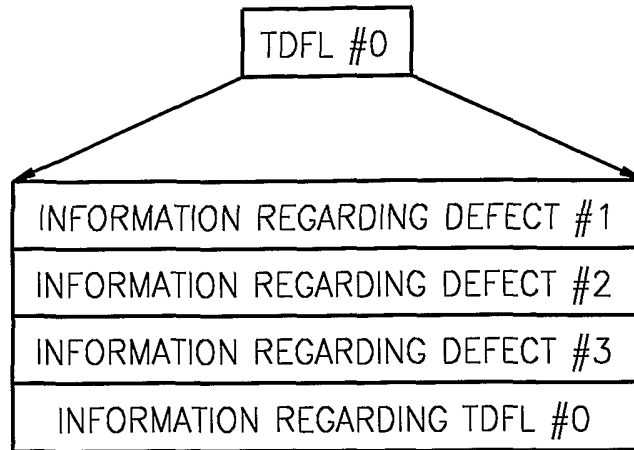 TDFL #0
INFORMATION REGARDING DEFECT #1
INFORMATION REGARDING DEFECT #2
INFORMATION REGARDING DEFECT #3
INFORMATION REGARDING TDFL #0